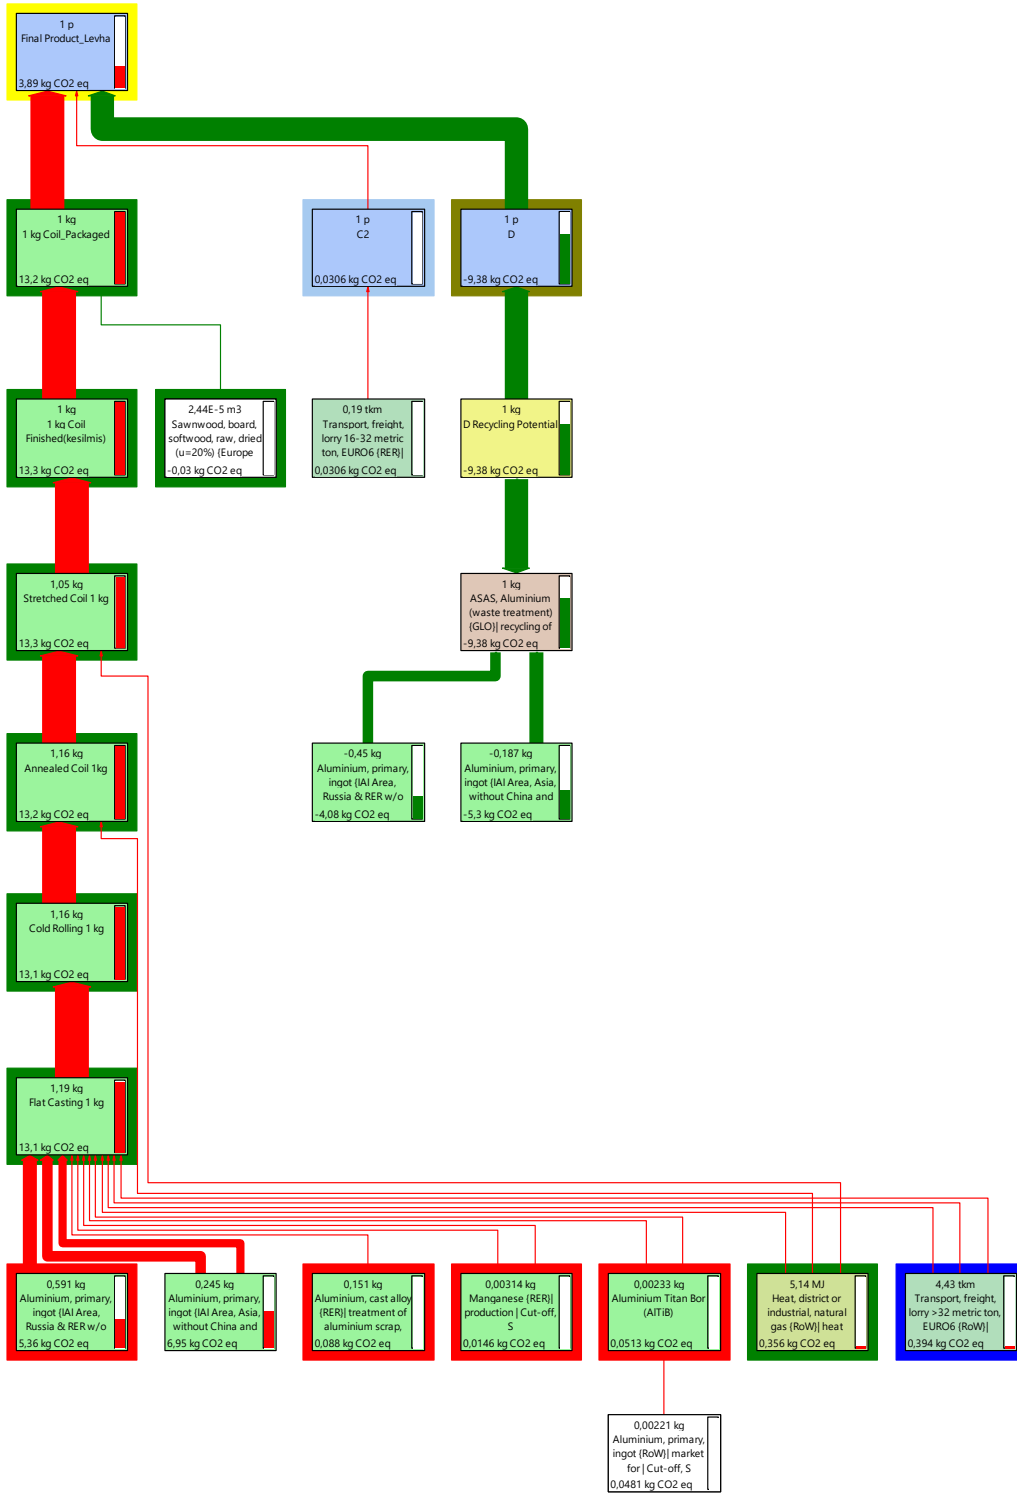 1 p
Final Product_Levha
3,89 kg CO2 eq
1 kg
1 kg Coil_Packaged
13,2 kg CO2 eq
1 p
C2
0,0306 kg CO2 eq
1 p
D
-9,38 kg CO2 eq
1 kg
1 kg Coil
Finished(kesilmis)
13,3 kg CO2 eq
2,44E-5 m3
Sawnwood, board,
softwood, raw, dried
(u=20%) {Europe
-0,03 kg CO2 eq
0,19 tkm
Transport, freight,
lorry 16-32 metric
ton, EURO6 {RER}|
0,0306 kg CO2 eq
1 kg
D Recycling Potential
-9,38 kg CO2 eq
1,05 kg
Stretched Coil 1 kg
13,3 kg CO2 eq
1 kg
ASAS, Aluminium
(waste treatment)
{GLO}| recycling of
-9,38 kg CO2 eq
1,16 kg
Annealed Coil 1kg
13,2 kg CO2 eq
-0,45 kg
Aluminium, primary,
ingot {IAI Area,
Russia & RER w/o
-4,08 kg CO2 eq
-0,187 kg
Aluminium, primary,
ingot {IAI Area, Asia,
without China and
-5,3 kg CO2 eq
1,16 kg
Cold Rolling 1 kg
13,1 kg CO2 eq
1,19 kg
Flat Casting 1 kg
13,1 kg CO2 eq
0,591 kg
Aluminium, primary,
ingot {IAI Area,
Russia & RER w/o
5,36 kg CO2 eq
0,245 kg
Aluminium, primary,
ingot {IAI Area, Asia,
without China and
6,95 kg CO2 eq
0,151 kg
Aluminium, cast alloy
{RER}| treatment of
aluminium scrap,
0,088 kg CO2 eq
0,00314 kg
Manganese {RER}|
production | Cut-off,
S
0,0146 kg CO2 eq
0,00233 kg
Aluminium Titan Bor
(AlTiB)
0,0513 kg CO2 eq
5,14 MJ
Heat, district or
industrial, natural
gas {RoW}| heat
0,356 kg CO2 eq
4,43 tkm
Transport, freight,
lorry >32 metric ton,
EURO6 {RoW}|
0,394 kg CO2 eq
0,00221 kg
Aluminium, primary,
ingot {RoW}| market
for | Cut-off, S
0,0481 kg CO2 eq